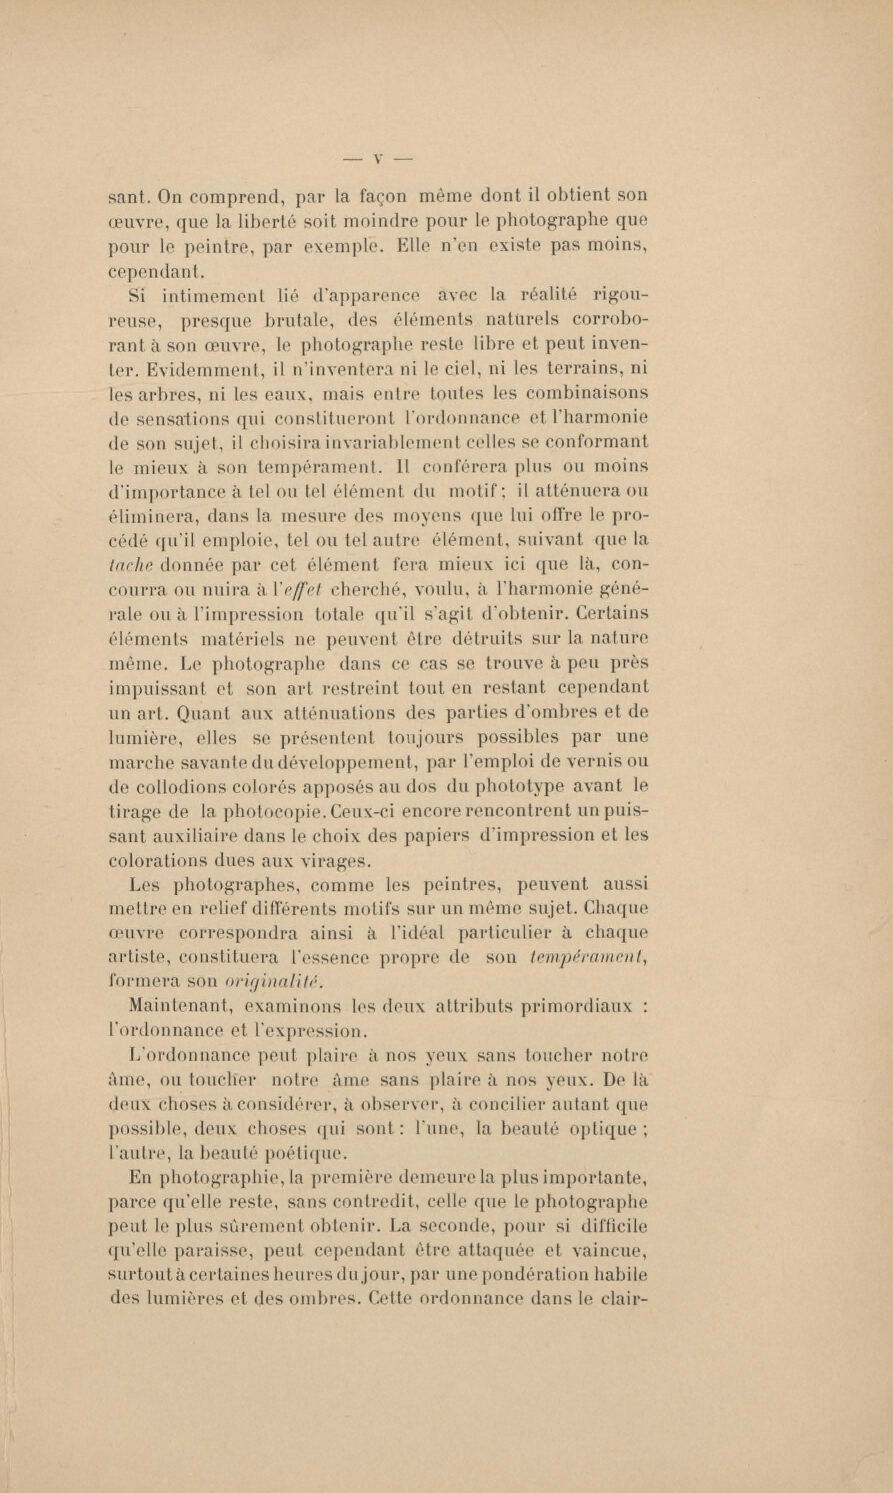 — V —
sant. On comprend, par la façon même dont il obtient son
œuvre, que la liberté soit moindre pour le photographe que
pour le peintre, par exemple. Elle n'en existe pas moins,
cependant.
Si intimement lié d'apparence avec la réalité rigou-
reuse, presque brutale, des éléments naturels corrobo-
rant à son œuvre, le photographe reste libre et peut inven-
ter. Evidemment, il n'inventera ni le ciel, ni les terrains, ni
les arbres, ni les eaux, mais entre toutes les combinaisons
de sensations qui constitueront l'ordonnance et l'harmonie
de son sujet, il choisira invariablement celles se conformant
le mieux à son tempérament. Il conférera plus ou moins
d'importance à tel ou tel élément du motif ; il atténuera ou
éliminera, dans la mesure des moyens que lui offre le pro-
cédé qu'il emploie, tel ou tel autre élément, suivant que la
tache donnée par cet élément fera mieux ici que là, con-
courra ou nuira à l'effet cherché, voulu, à l'harmonie géné-
rale ou à l'impression totale qu'il s'agit d'obtenir. Certains
éléments matériels ne peuvent être détruits sur la nature
même. Le photographe dans ce cas se trouve à peu près
impuissant et son art restreint tout en restant cependant
un art. Quant aux atténuations des parties d'ombres et de
lumière, elles se présentent toujours possibles par une
marche savante du développement, par l'emploi de vernis ou
de collodions colorés apposés au dos du phototype avant le
tirage de la photocopie. Ceux-ci encore rencontrent un puis-
sant auxiliaire dans le choix des papiers d'impression et les
colorations dues aux virages.
Les photographes, comme les peintres, peuvent aussi
mettre en relief différents motifs sur un même sujet. Chaque
œuvre correspondra ainsi à l'idéal particulier à chaque
artiste, constituera l'essence propre de son tempérament,
formera son originalité.
Maintenant, examinons les deux attributs primordiaux :
l'ordonnance et l'expression.
L'ordonnance peut plaire à nos yeux sans toucher notre
âme, ou toucher notre âme sans plaire à nos yeux. De là
deux choses à considérer, à observer, à concilier autant que
possible, deux choses qui sont : l'une, la beauté optique ;
l'autre, la beauté poétique.
En photographie, la première demeure la plus importante,
parce qu'elle reste, sans contredit, celle que le photographe
peut le plus sûrement obtenir. La seconde, pour si difficile
qu'elle paraisse, peut cependant être attaquée et vaincue,
surtout à certaines heures du jour, par une pondération habile
des lumières et des ombres. Cette ordonnance dans le clair-